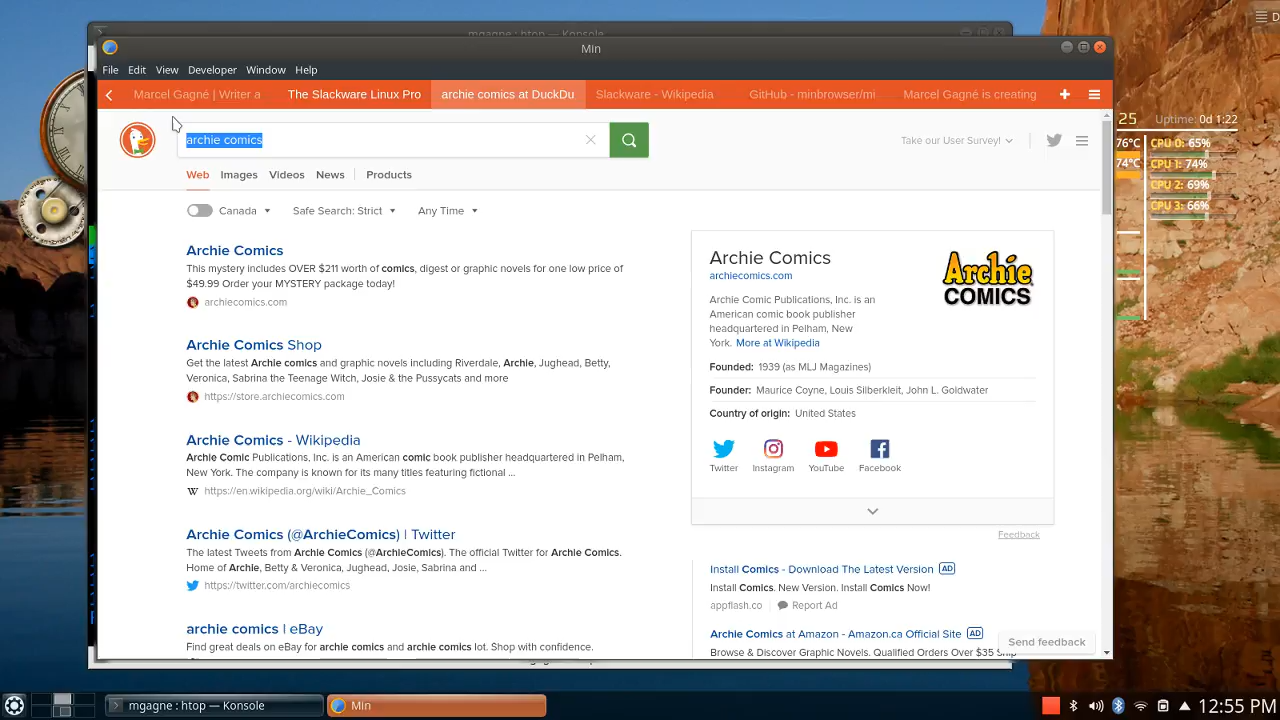 mgagne : htop — Konsole
D
Min
File Edit View Developer Window Help
Marcel Gagné | Writer a The Slackware Linux Pro archie comics at DuckDu Slackware - Wikipedia GitHub - minbrowser/mi Marcel Gagné is creating
25 Uptime: 0d 1:22
archie comics
Take our User Survey!
76°C CPU 0: 65%
74°C CPU 1: 74%
CPU 2: 69%
CPU 3: 66%
Web Images Videos News Products
Canada Safe Search: Strict Any Time
Archie Comics
This mystery includes OVER $211 worth of comics, digest or graphic novels for one low price of
$49.99 Order your MYSTERY package today!
archiecomics.com
Archie Comics Shop
Get the latest Archie comics and graphic novels including Riverdale, Archie, Jughead, Betty,
Veronica, Sabrina the Teenage Witch, Josie & the Pussycats and more
https://store.archiecomics.com
Archie Comics - Wikipedia
Archie Comic Publications, Inc. is an American comic book publisher headquartered in Pelham,
New York. The company is known for its many titles featuring fictional ...
W https://en.wikipedia.org/wiki/Archie_Comics
Archie Comics (@ArchieComics) | Twitter
The latest Tweets from Archie Comics (@ArchieComics). The official Twitter for Archie Comics.
Home of Archie, Betty & Veronica, Jughead, Josie, Sabrina and ...
https://twitter.com/archiecomics
archie comics | eBay
Find great deals on eBay for archie comics and archie comics lot. Shop with confidence.
Archie Comics
archiecomics.com
Archie
COMICS
Archie Comic Publications, Inc. is an
American comic book publisher
headquartered in Pelham, New
York. More at Wikipedia
Founded: 1939 (as MLJ Magazines)
Founder: Maurice Coyne, Louis Silberkleit, John L. Goldwater
Country of origin: United States
Twitter Instagram YouTube Facebook
Feedback
Install Comics - Download The Latest Version AD
Install Comics. New Version. Install Comics Now!
appflash.co Report Ad
Archie Comics at Amazon - Amazon.ca Official Site AD
Browse & Discover Graphic Novels. Qualified Orders Over $35 Ship
Send feedback
mgagne : htop — Konsole Min 12:55 PM